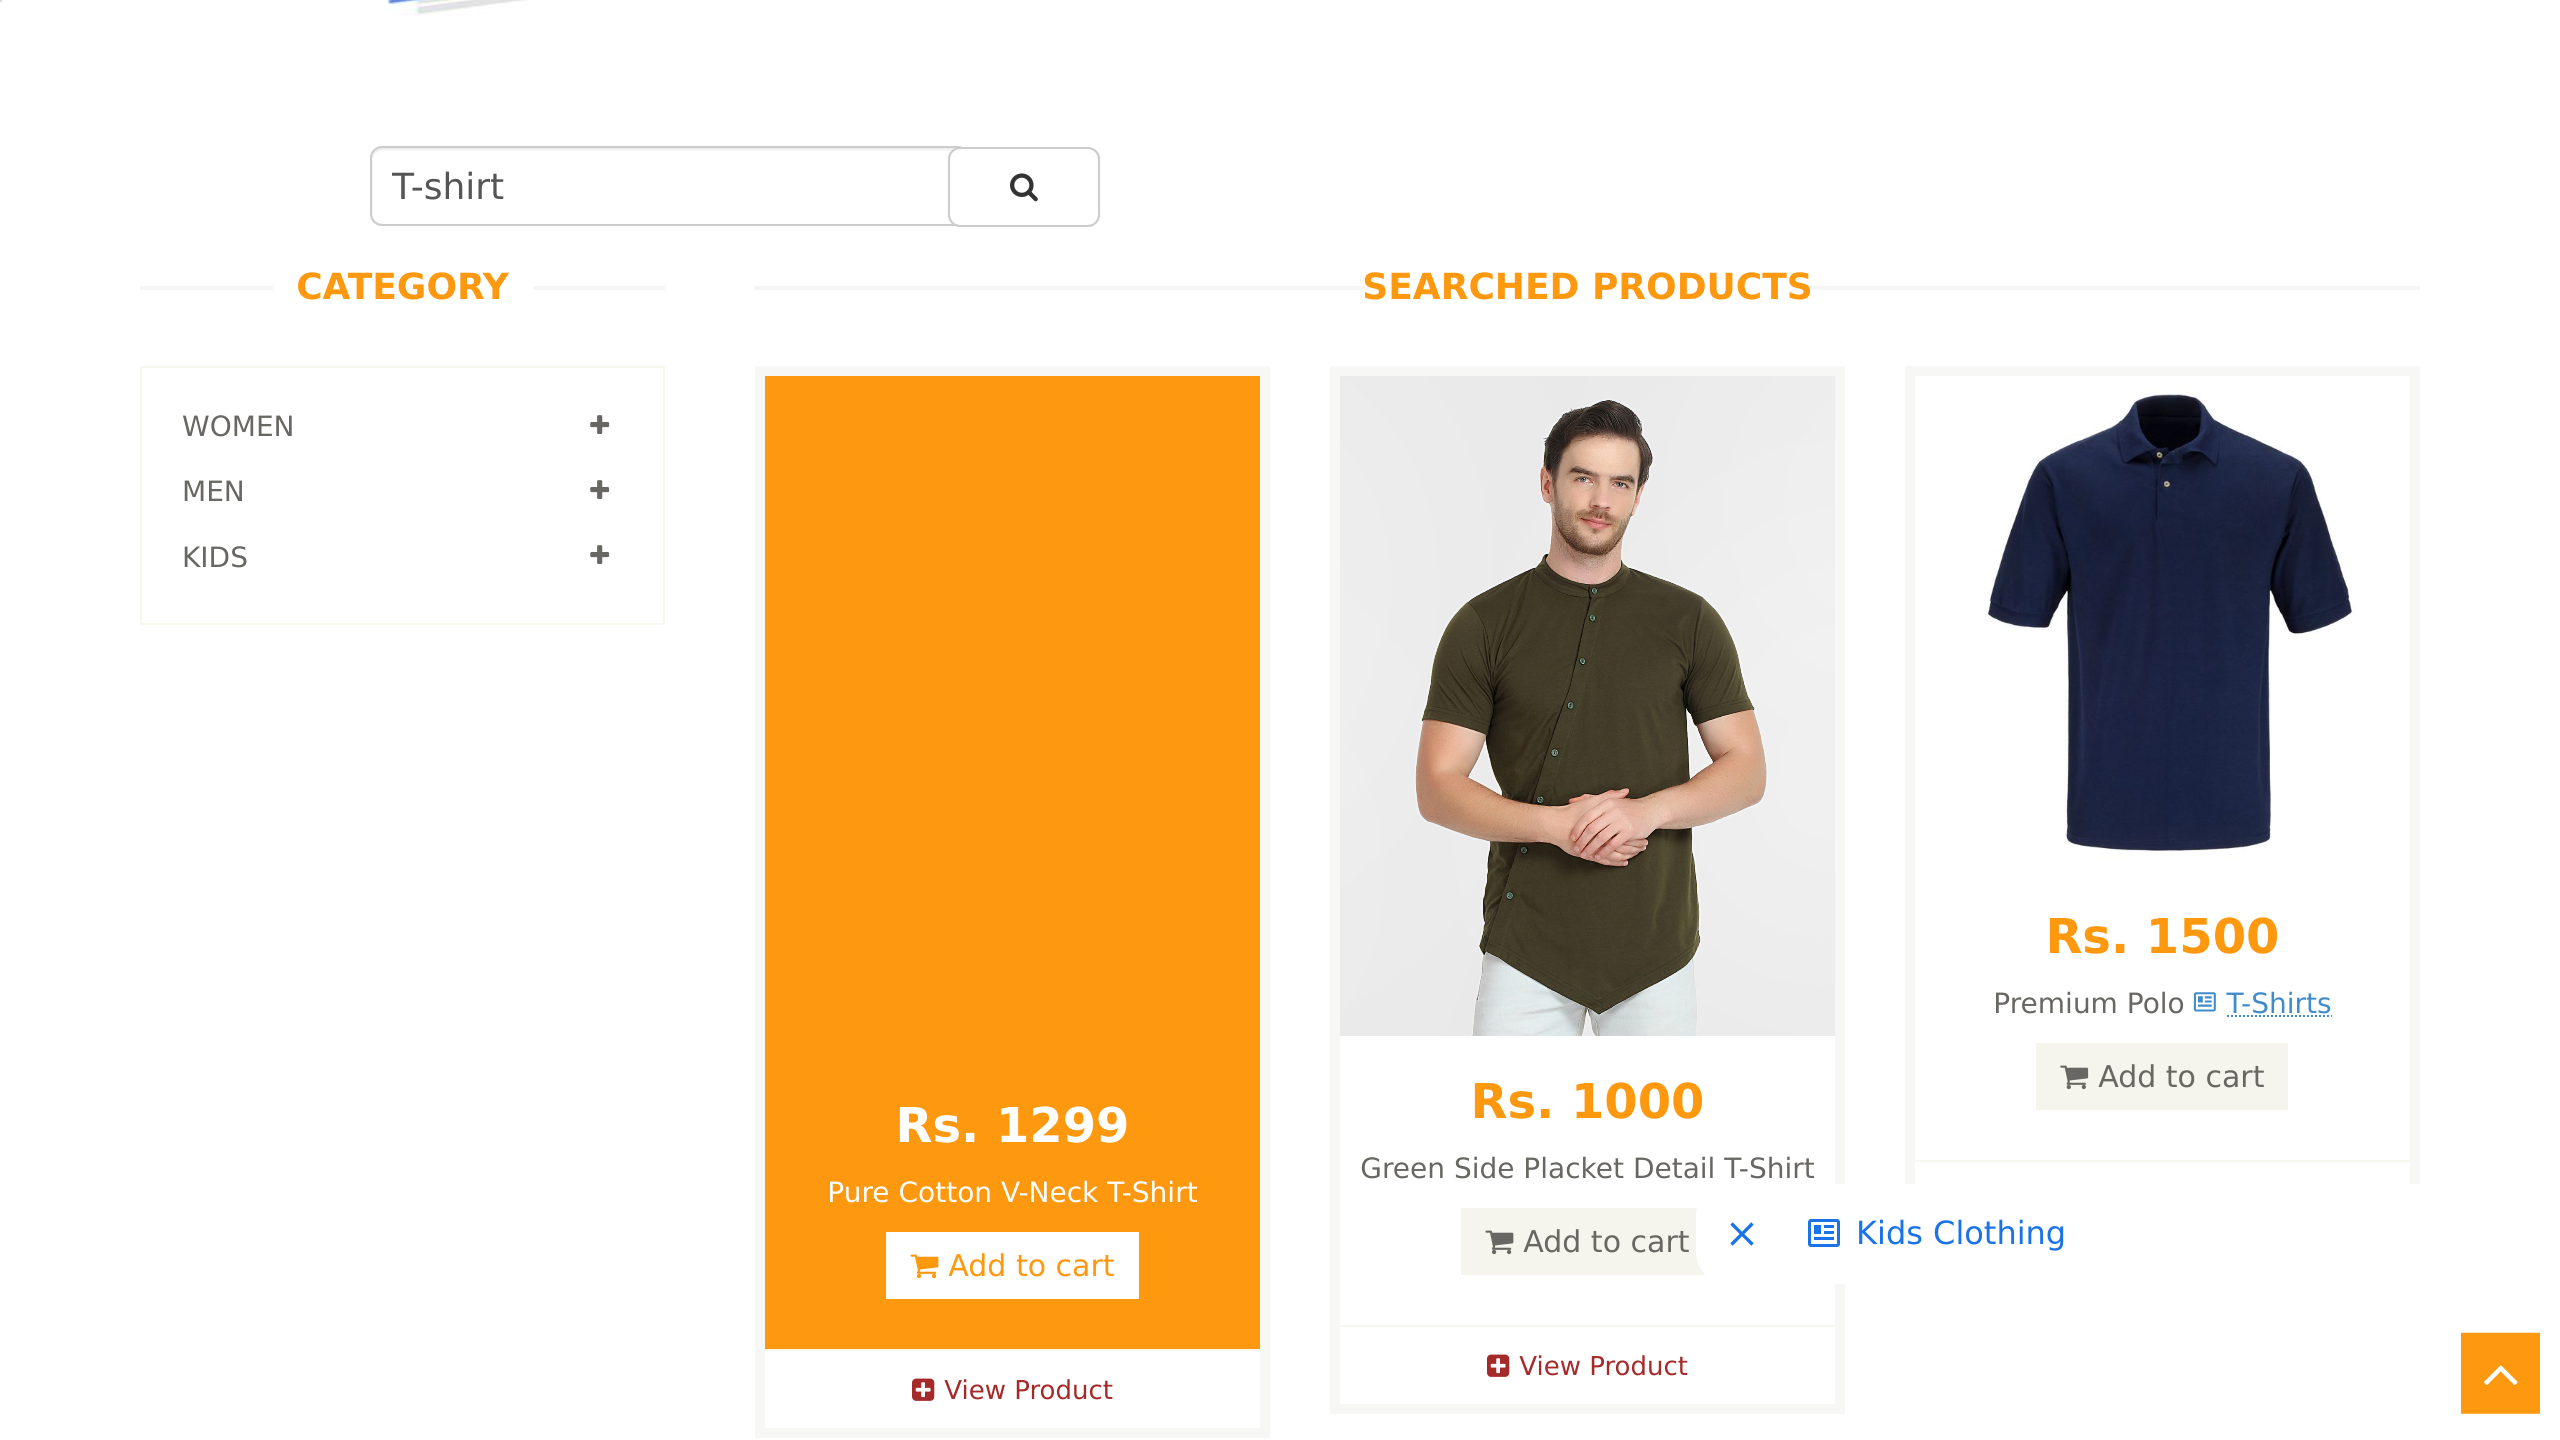 T-shirt
CATEGORY
SEARCHED PRODUCTS
WOMEN
MEN
KIDS
Rs. 1299
Pure Cotton V-Neck T-Shirt
Add to cart
View Product
Rs. 1000
Green Side Placket Detail T-Shirt
Add to cart
View Product
Rs. 1500
Premium Polo T-Shirts
Add to cart
Kids Clothing